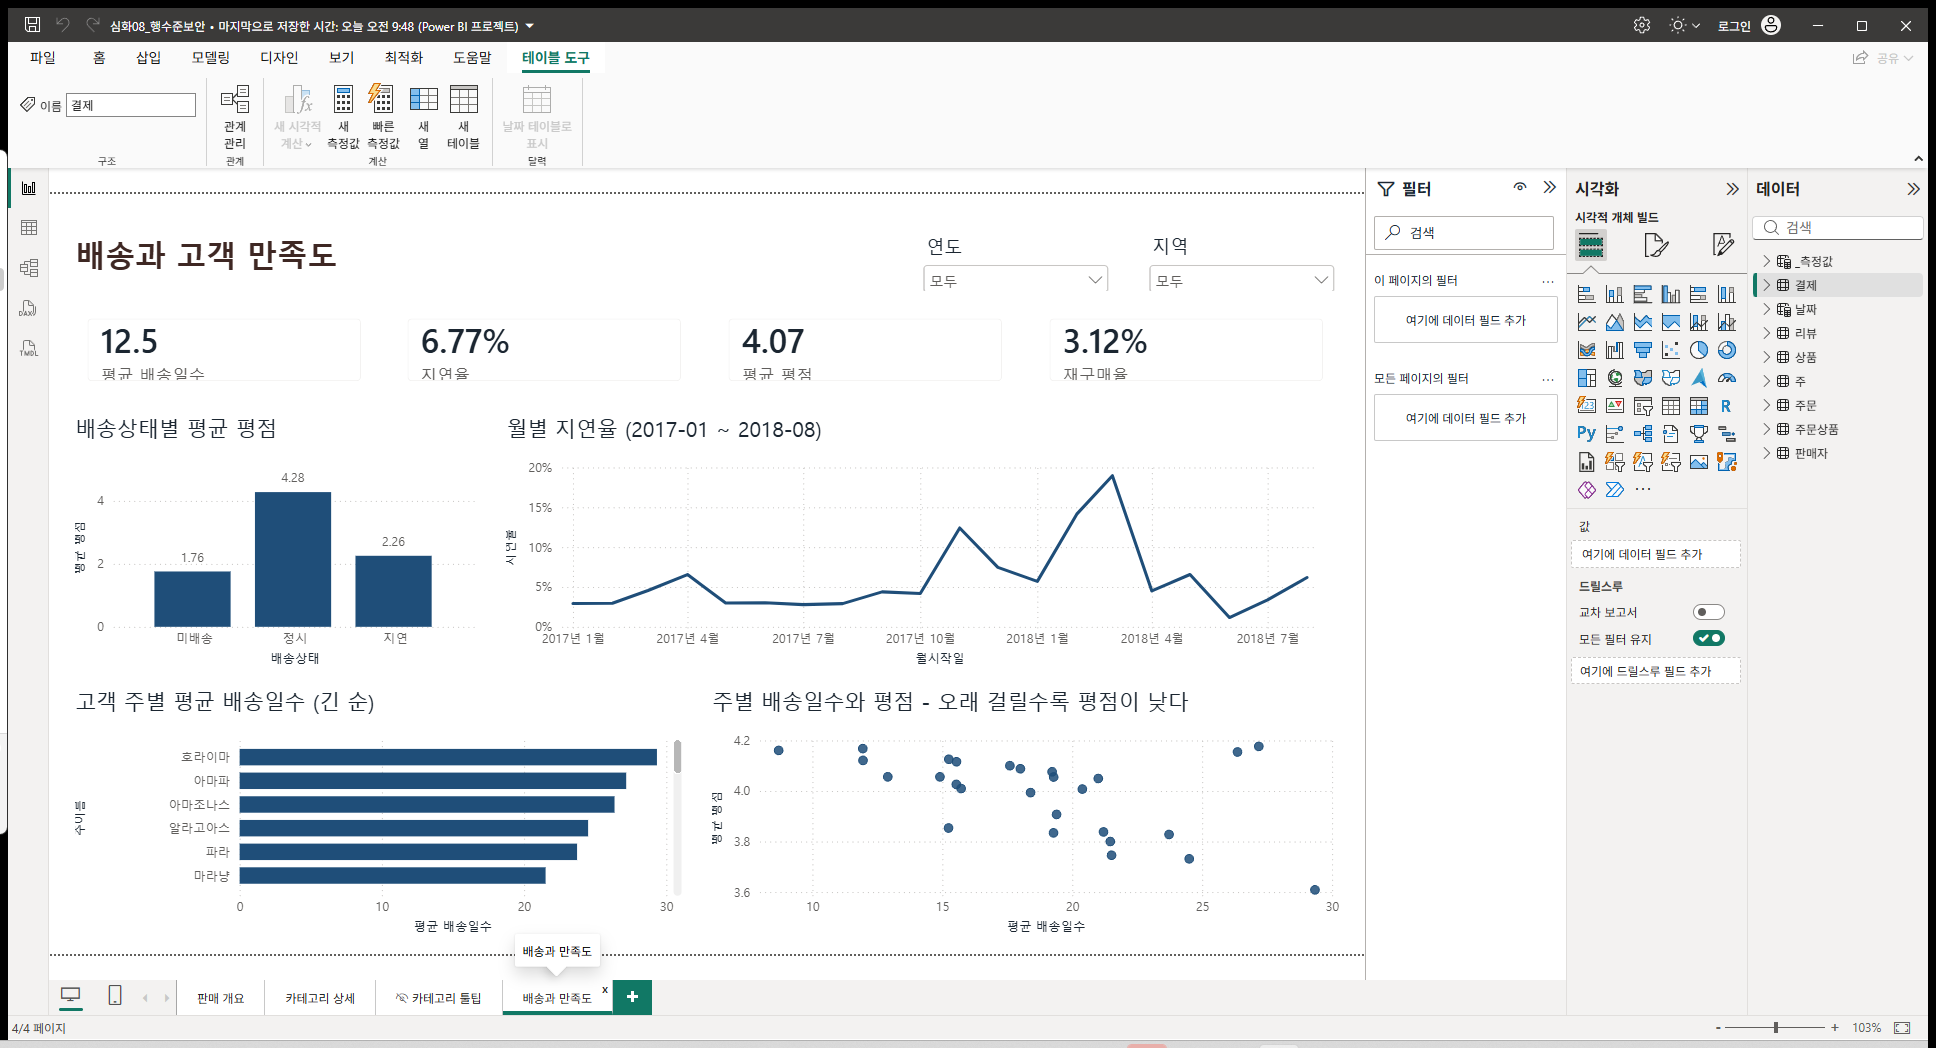 심화08_행수준보안 • 마지막으로 저장한 시간: 오늘 오전 9:48 (Power BI 프로젝트)
로그인
파일 홈 삽입 모델링 디자인 보기 최적화 도움말 테이블 도구
공유
이름 결제
관계 관리
새 시각적 계산
새 측정값
빠른 측정값
새 열
새 테이블
날짜 테이블로 표시
구조 관계 계산 달력
배송과 고객 만족도
연도
모두
지역
모두
12.5
평균 배송일수
6.77%
지연율
4.07
평균 평점
3.12%
재구매율
배송상태별 평균 평점
평균 평점
4
2
0
1.76
4.28
2.26
미배송 정시 지연
배송상태
월별 지연율 (2017-01 ~ 2018-08)
지연율
20%
15%
10%
5%
0%
2017년 1월 2017년 4월 2017년 7월 2017년 10월 2018년 1월 2018년 4월 2018년 7월
월시작일
고객 주별 평균 배송일수 (긴 순)
주이름
호라이마
아마파
아마조나스
알라고아스
파라
마라냥
0 10 20 30
평균 배송일수
주별 배송일수와 평점 - 오래 걸릴수록 평점이 낮다
평균 평점
4.2
4.0
3.8
3.6
10 15 20 25 30
평균 배송일수
배송과 만족도
판매 개요
카테고리 상세
카테고리 툴팁
배송과 만족도 x
+
4/4 페이지
- + 103%
필터
검색
이 페이지의 필터 ...
여기에 데이터 필드 추가
모든 페이지의 필터 ...
여기에 데이터 필드 추가
시각화
시각적 개체 빌드
DAX
TMDL
123
R
Py
...
값
여기에 데이터 필드 추가
드릴스루
교차 보고서
모든 필터 유지
여기에 드릴스루 필드 추가
데이터
검색
_측정값
결제
날짜
리뷰
상품
주
주문
주문상품
판매자